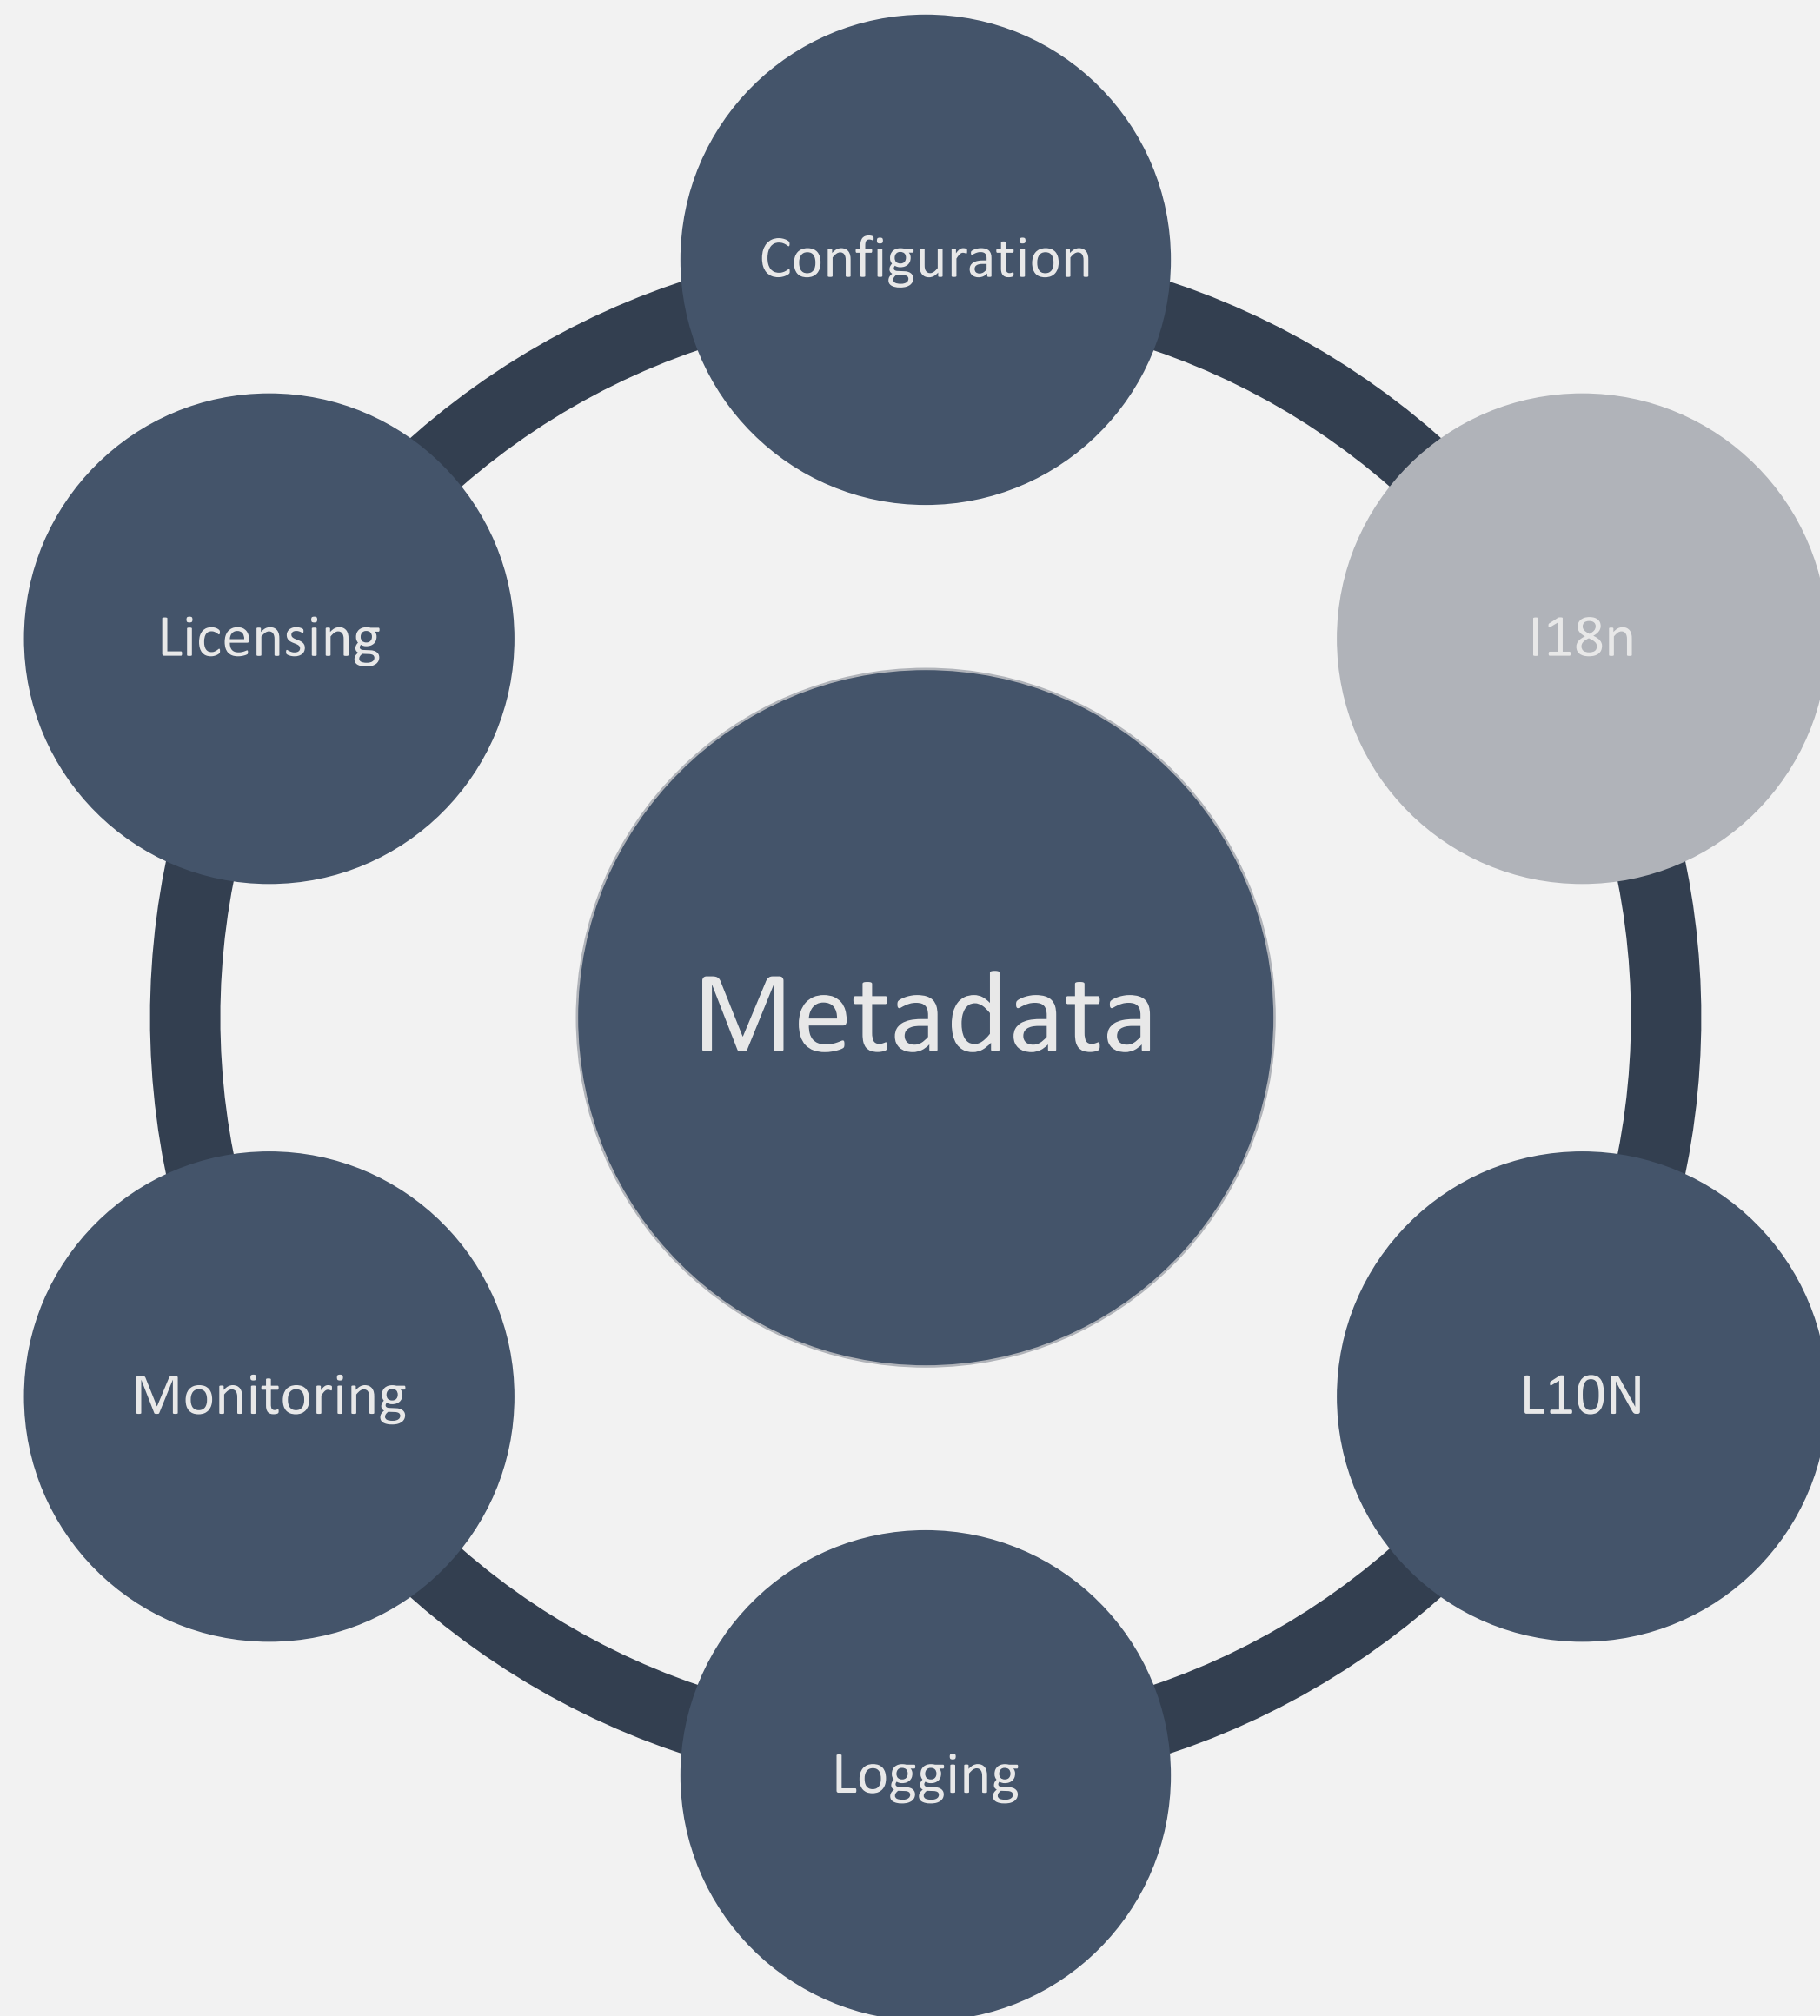 Configuration
Licensing
I18n
Metadata
Monitoring
L10N
Logging